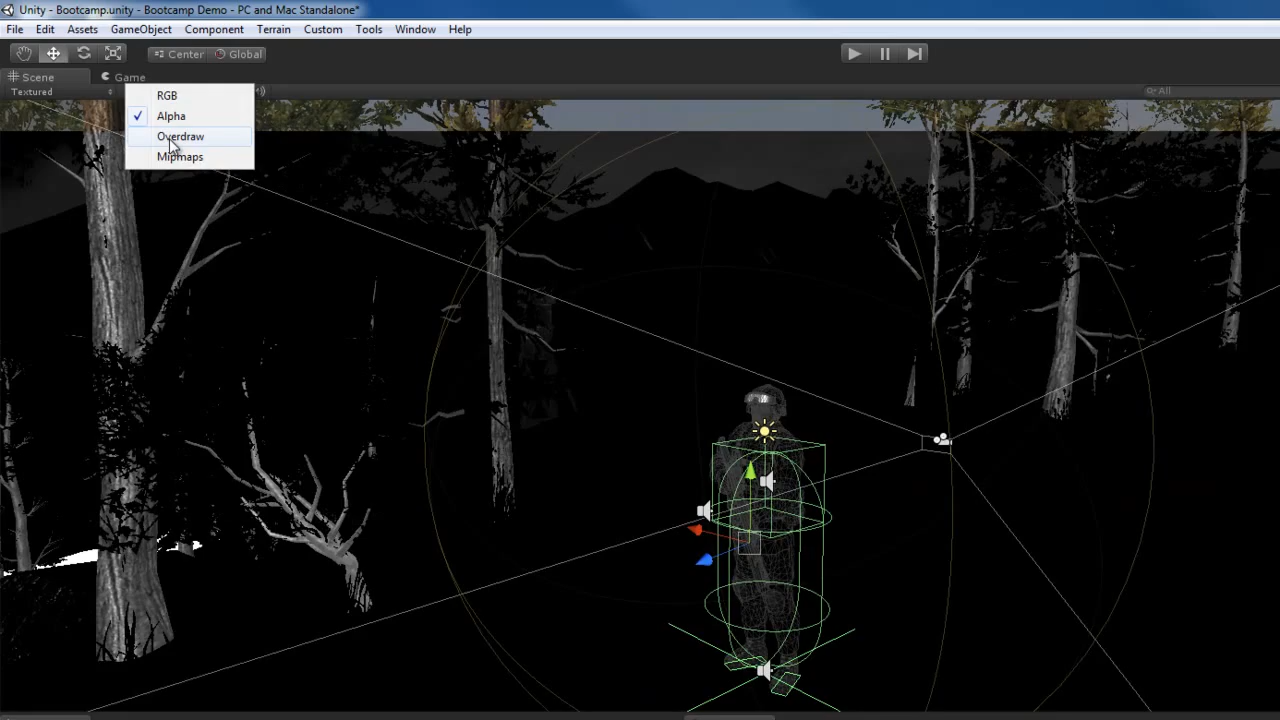 Unity - Bootcamp.unity - Bootcamp Demo - PC and Mac Standalone*
File Edit Assets GameObject Component Terrain Custom Tools Window Help
Center Global
Scene Game
Textured All
RGB
Alpha
Overdraw
Mipmaps